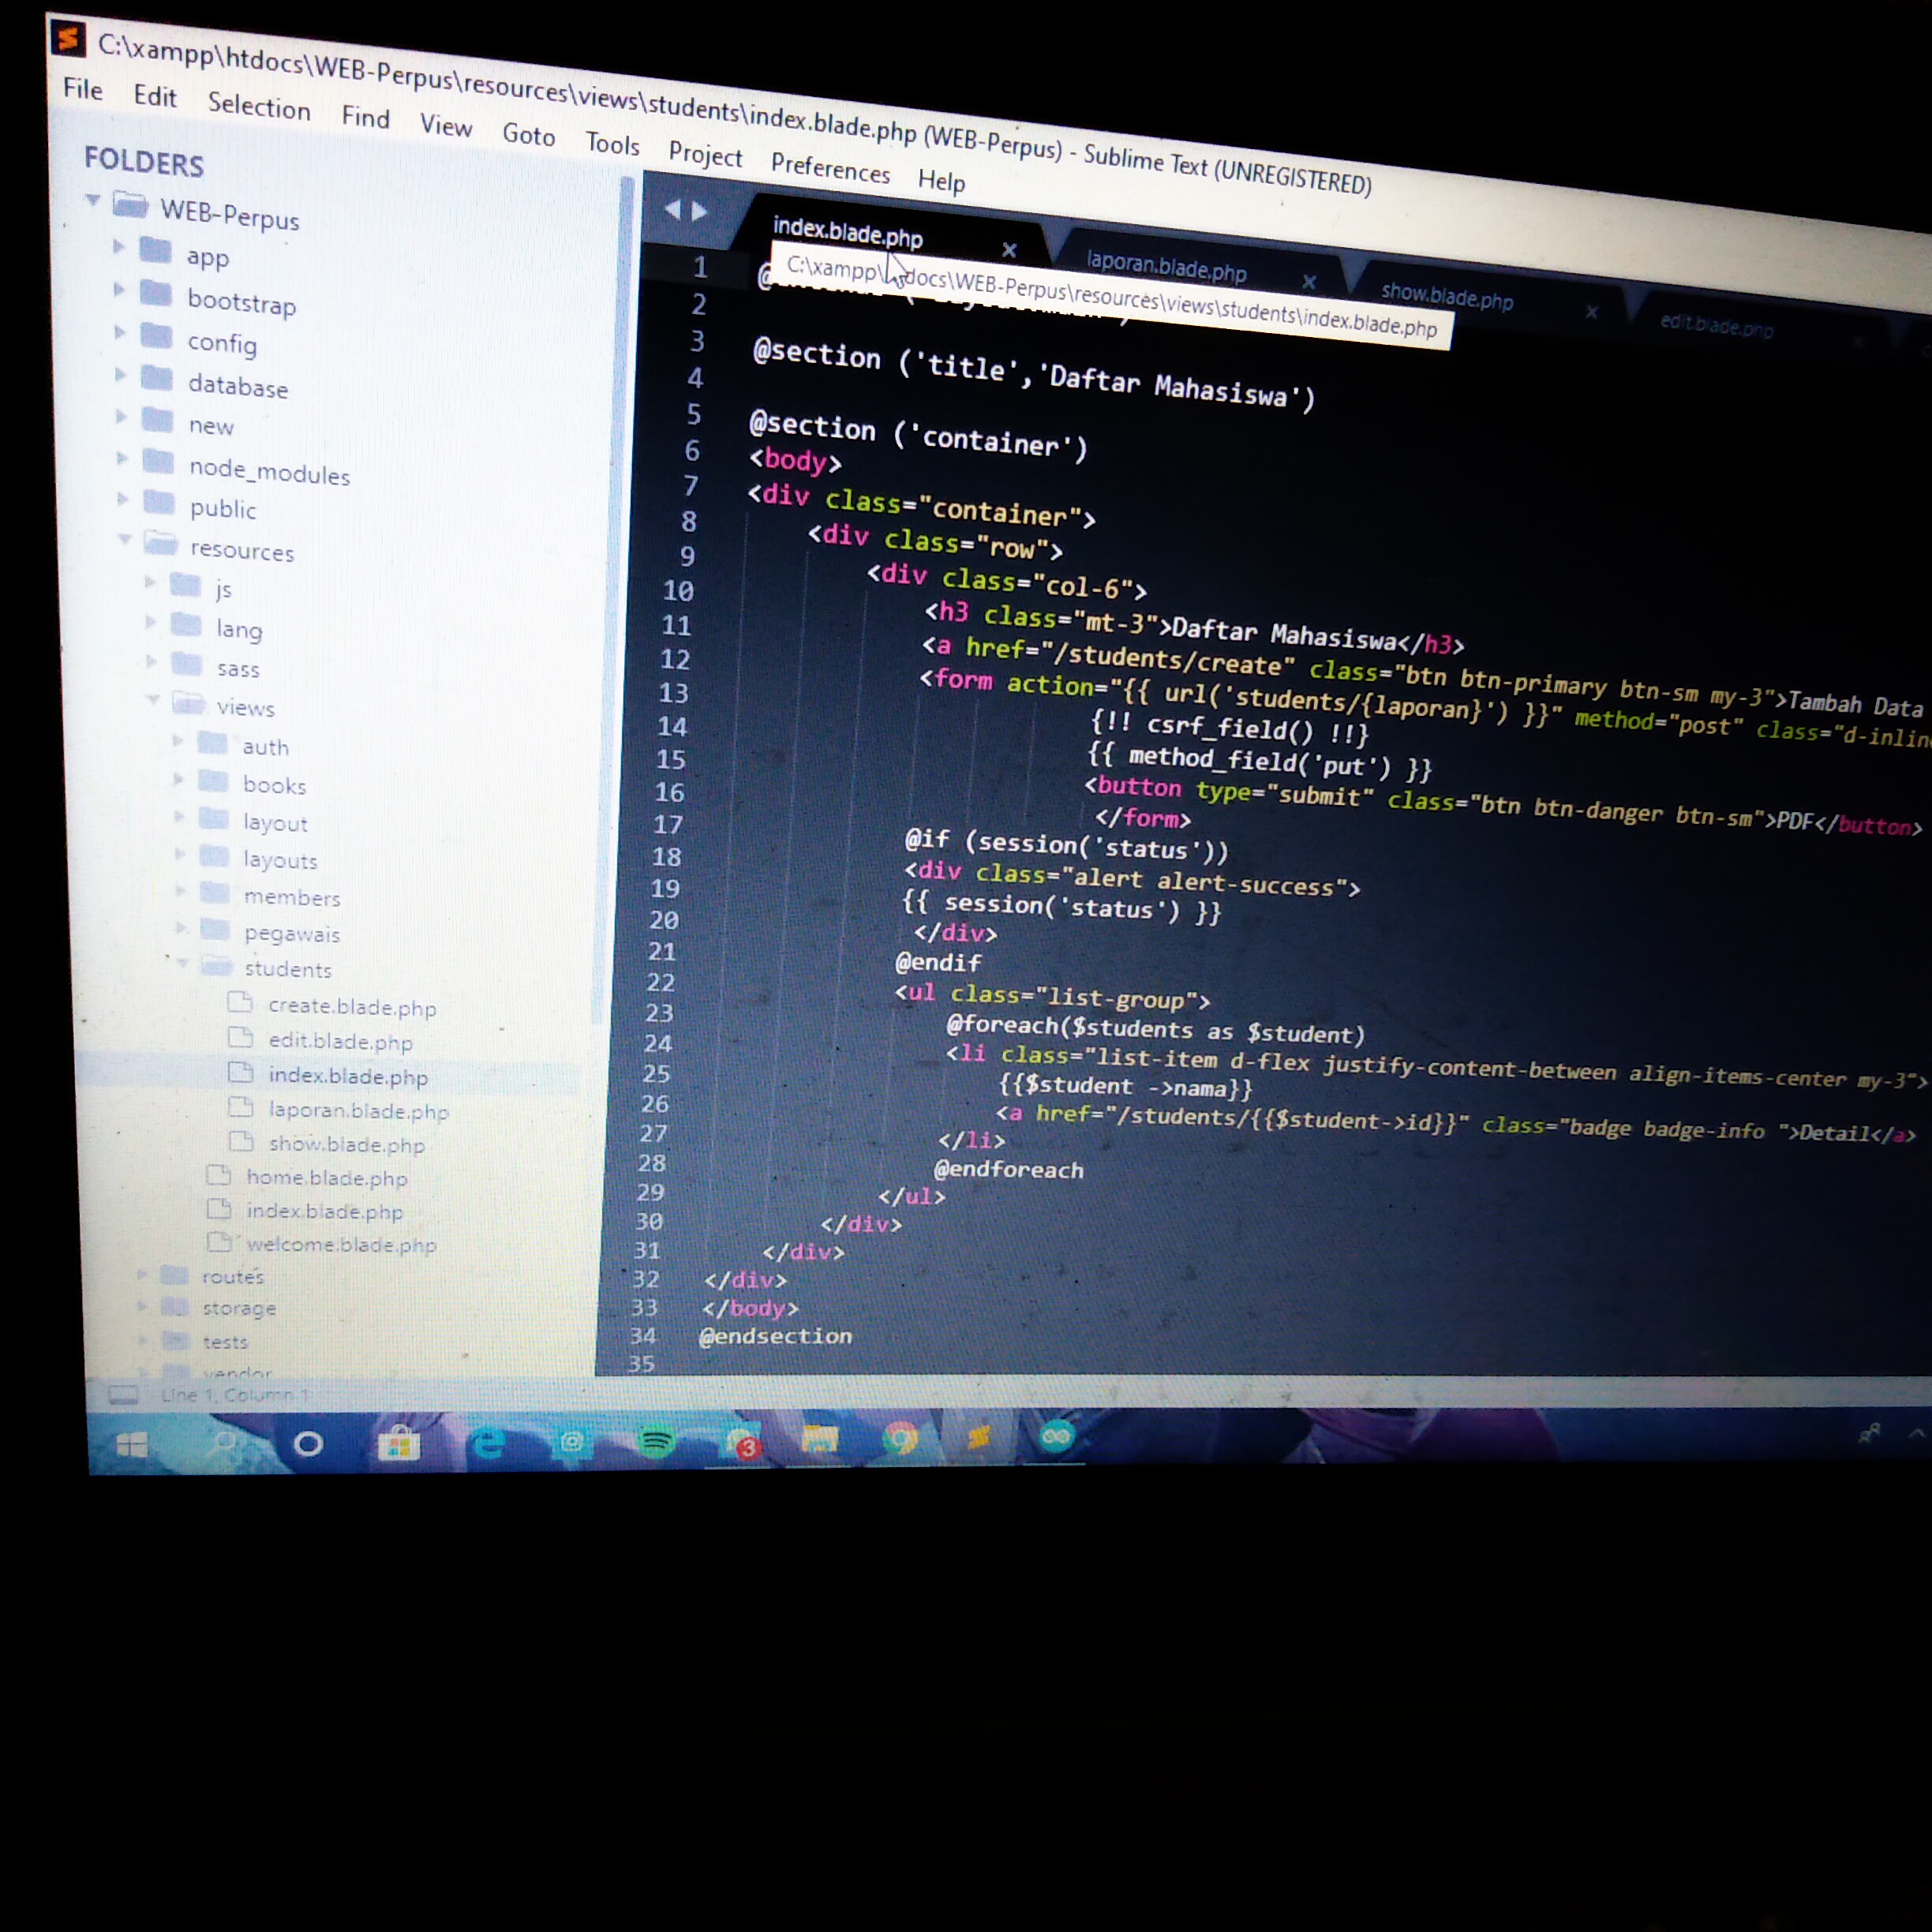 C:\xampp\htdocs\WEB-Perpus\resources\views\students\index.blade.php (WEB-Perpus) - Sublime Text (UNREGISTERED)
File Edit Selection Find View Goto Tools Project Preferences Help
FOLDERS
WEB-Perpus
app
bootstrap
config
database
new
node_modules
public
resources
js
lang
sass
views
auth
books
layout
layouts
members
pegawais
students
create.blade.php
edit.blade.php
index.blade.php
laporan.blade.php
show.blade.php
home.blade.php
index.blade.php
welcome.blade.php
routes
storage
tests
vendor
index.blade.php x laporan.blade.php x show.blade.php x edit.blade.php
C:\xampp\ docs\WEB-Perpus\resources\views\students\index.blade.php
1
2
3 @section ('title','Daftar Mahasiswa')
4
5 @section ('container')
6 <body>
7 <div class="container">
8 <div class="row">
9 <div class="col-6">
10 <h3 class="mt-3">Daftar Mahasiswa</h3>
11 <a href="/students/create" class="btn btn-primary btn-sm my-3">Tambah Data
12 <form action="{{ url('students/{laporan}') }}" method="post" class="d-inlin
13 {!! csrf_field() !!}
14 {{ method_field('put') }}
15 <button type="submit" class="btn btn-danger btn-sm">PDF</button>
16 </form>
17 @if (session('status'))
18 <div class="alert alert-success">
19 {{ session('status') }}
20 </div>
21 @endif
22 <ul class="list-group">
23 @foreach($students as $student)
24 <li class="list-item d-flex justify-content-between align-items-center my-3">
25 {{$student ->nama}}
26 <a href="/students/{{$student->id}}" class="badge badge-info ">Detail</a>
27 </li>
28 @endforeach
29 </ul>
30 </div>
31 </div>
32 </div>
33 </body>
34 @endsection
35
Line 1, Column 1
3